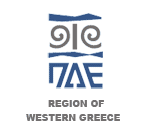 ΠΔΕ
REGION OF
WESTERN GREECE